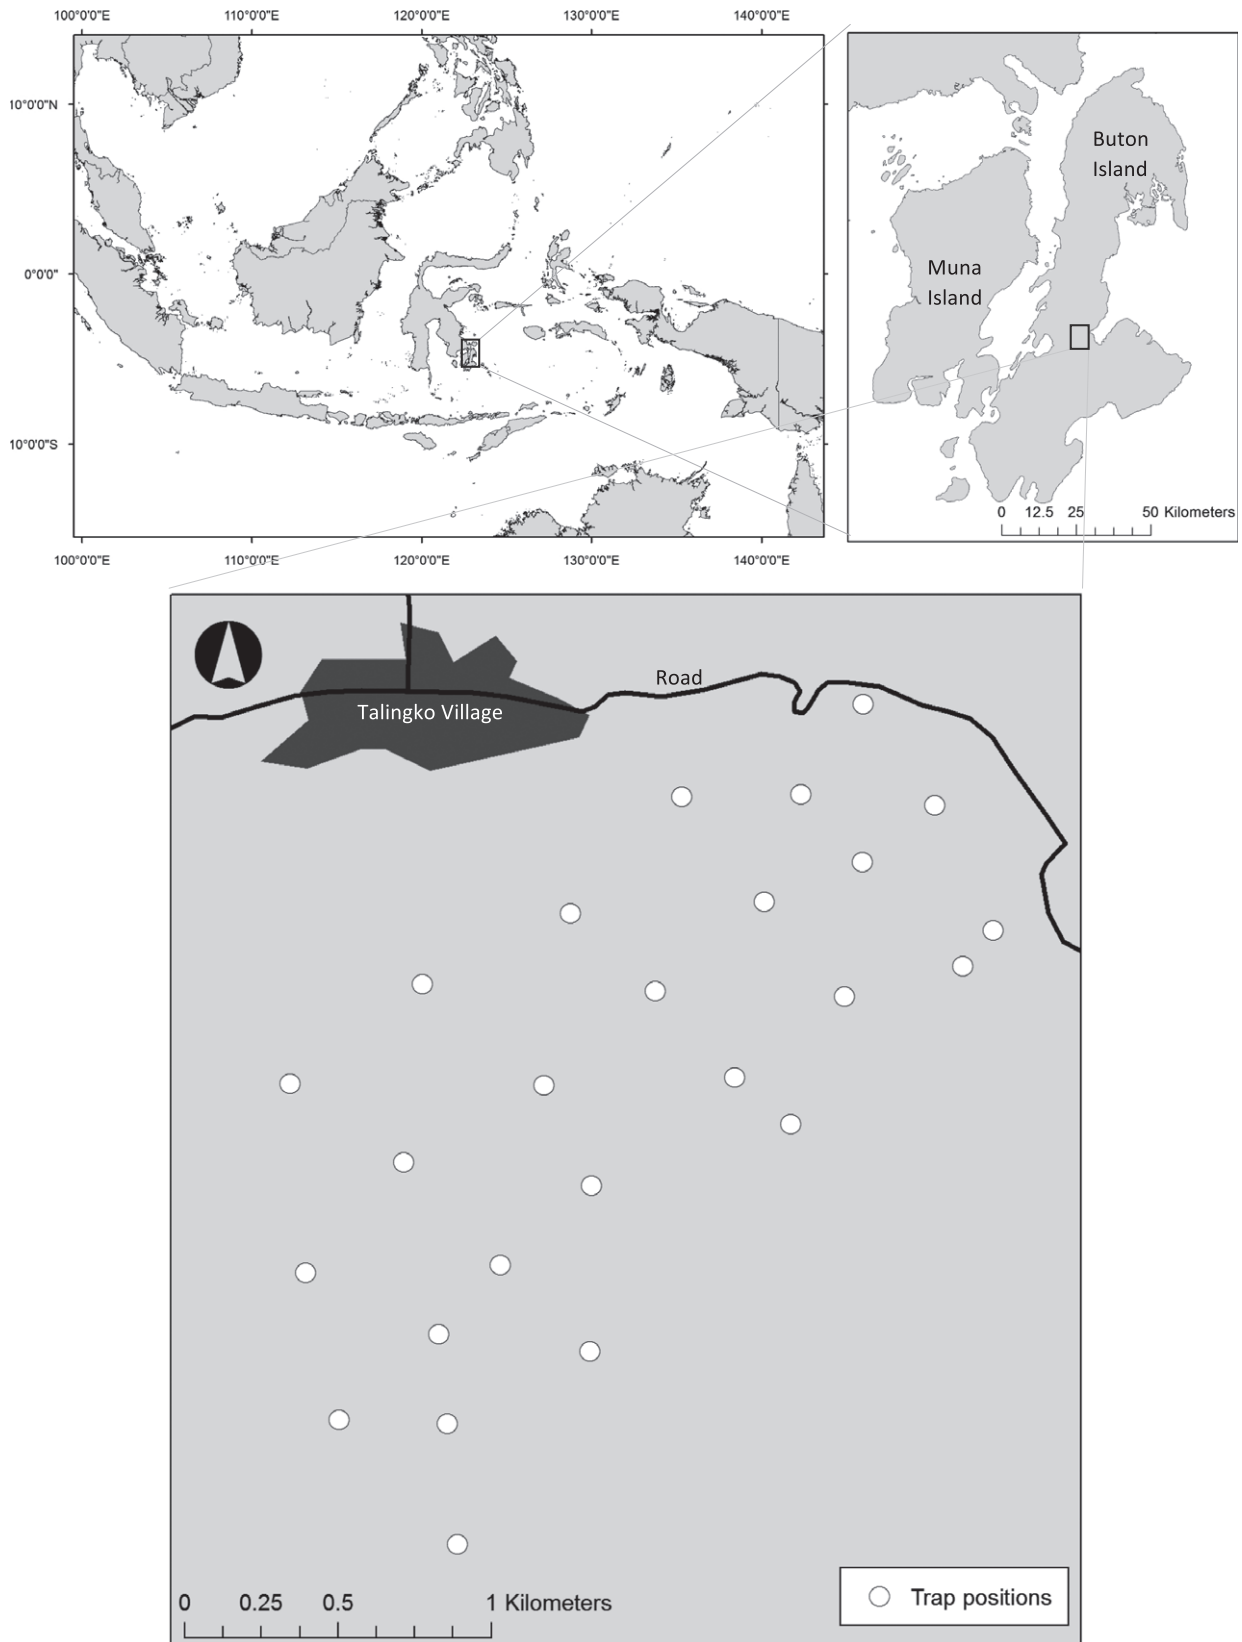 100°0'0"E 110°0'0"E 120°0'0"E 130°0'0"E 140°0'0"E
10°0'0"N
0°0'0"
10°0'0"S
100°0'0"E 110°0'0"E 120°0'0"E 130°0'0"E 140°0'0"E
Buton
Island
Muna
Island
0 12.5 25 50 Kilometers
Road
Talingko Village
0 0.25 0.5 1 Kilometers
Trap positions